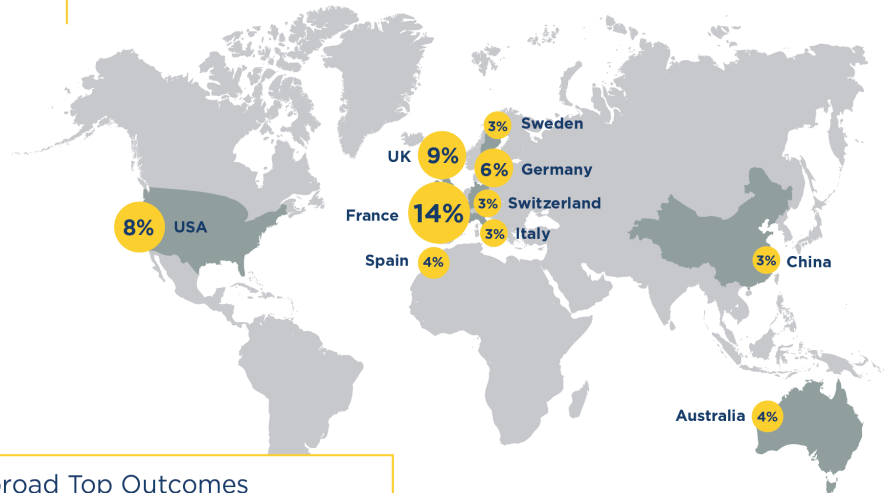 3% Sweden
UK 9%
6% Germany
3% Switzerland
France 14%
8% USA
3% Italy
Spain 4%
3% China
Australia 4%
Top Outcomes